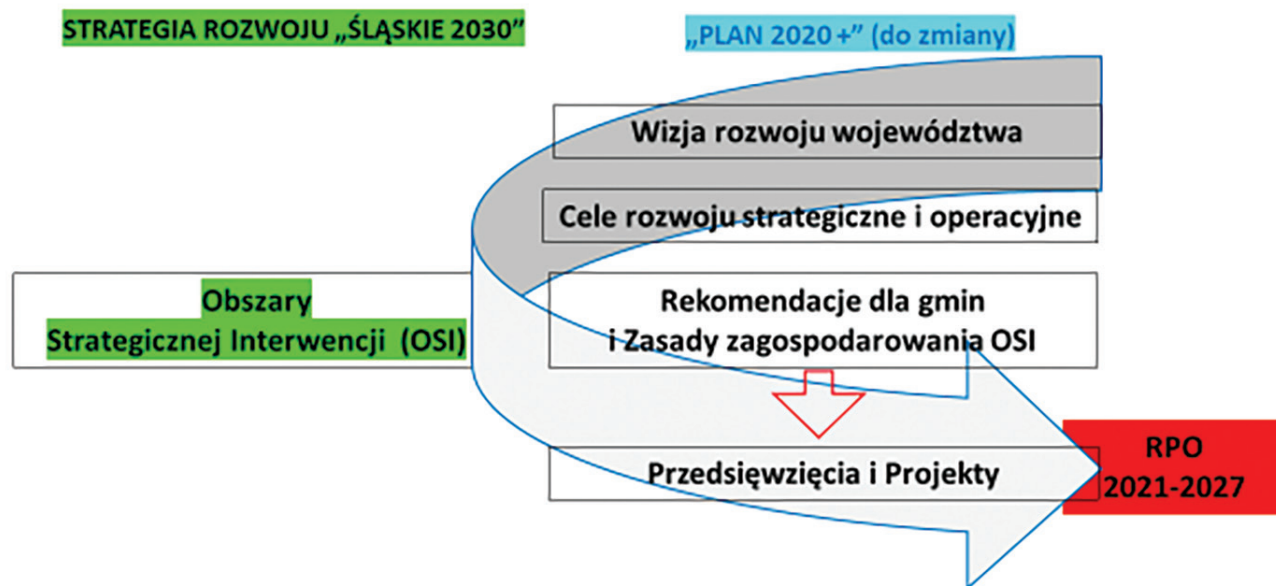 STRATEGIA ROZWOJU „ŚLĄSKIE 2030”
„PLAN 2020 +” (do zmiany)
Wizja rozwoju województwa
Cele rozwoju strategiczne i operacyjne
Obszary
Strategicznej Interwencji (OSI)
Rekomendacje dla gmin
i Zasady zagospodarowania OSI
Przedsięwzięcia i Projekty
RPO
2021-2027